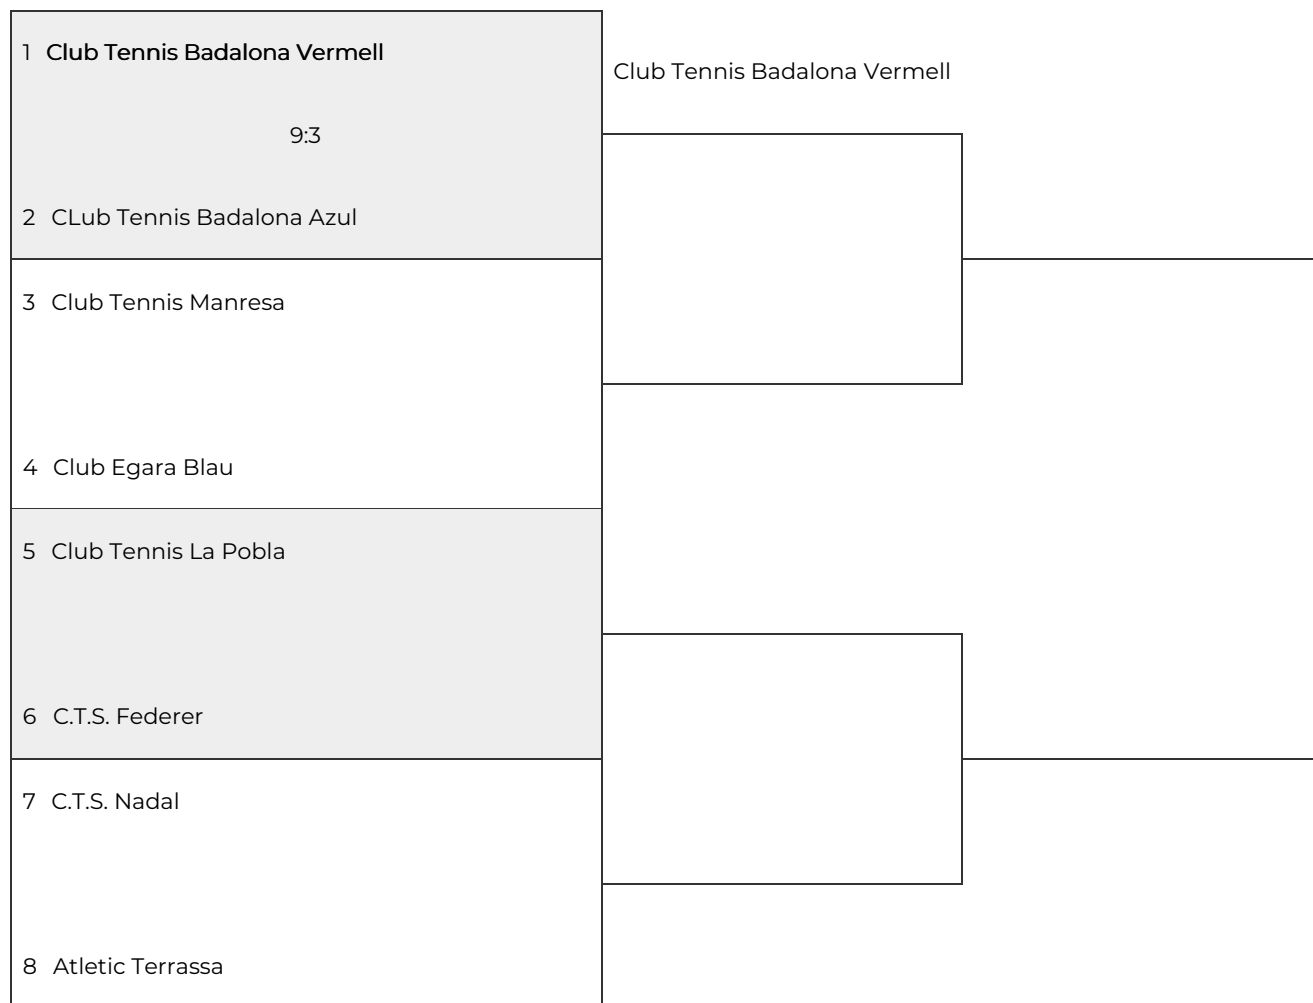 1 Club Tennis Badalona Vermell
Club Tennis Badalona Vermell
9:3
2 CLub Tennis Badalona Azul
3 Club Tennis Manresa
4 Club Egara Blau
5 Club Tennis La Pobla
6 C.T.S. Federer
7 C.T.S. Nadal
8 Atletic Terrassa